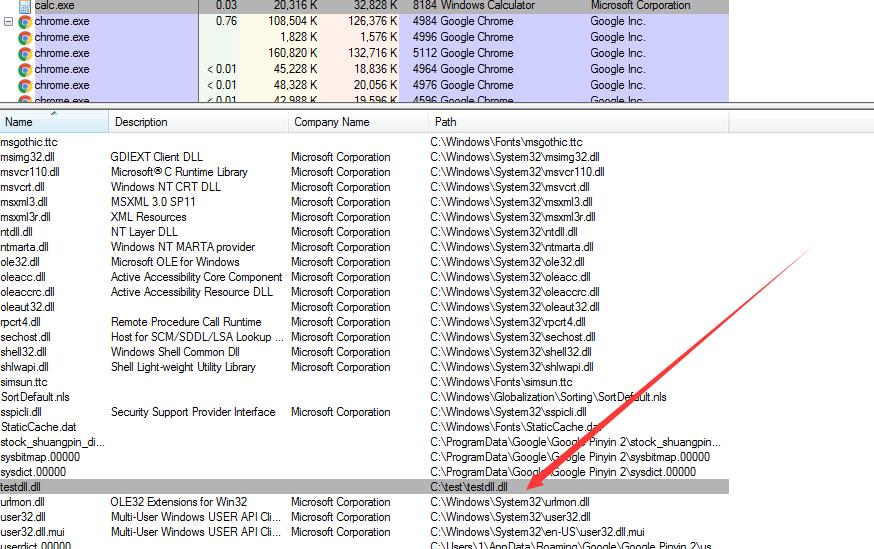 calc.exe 0.03 20,316 K 32,828 K 8184 Windows Calculator Microsoft Corporation
chrome.exe 0.76 108,504 K 126,376 K 4984 Google Chrome Google Inc.
chrome.exe 1,828 K 1,576 K 4996 Google Chrome Google Inc.
chrome.exe 160,820 K 132,716 K 5112 Google Chrome Google Inc.
chrome.exe < 0.01 45,228 K 18,836 K 4964 Google Chrome Google Inc.
chrome.exe < 0.01 48,328 K 20,056 K 4976 Google Chrome Google Inc.
chrome.exe < 0.01 42,988 K 19,596 K 4596 Google Chrome Google Inc.
Name Description Company Name Path
msgothic.ttc C:\Windows\Fonts\msgothic.ttc
msimg32.dll GDIEXT Client DLL Microsoft Corporation C:\Windows\System32\msimg32.dll
msvcr110.dll Microsoft® C Runtime Library Microsoft Corporation C:\Windows\System32\msvcr110.dll
msvcrt.dll Windows NT CRT DLL Microsoft Corporation C:\Windows\System32\msvcrt.dll
msxml3.dll MSXML 3.0 SP11 Microsoft Corporation C:\Windows\System32\msxml3.dll
msxml3r.dll XML Resources Microsoft Corporation C:\Windows\System32\msxml3r.dll
ntdll.dll NT Layer DLL Microsoft Corporation C:\Windows\System32\ntdll.dll
ntmarta.dll Windows NT MARTA provider Microsoft Corporation C:\Windows\System32\ntmarta.dll
ole32.dll Microsoft OLE for Windows Microsoft Corporation C:\Windows\System32\ole32.dll
oleacc.dll Active Accessibility Core Component Microsoft Corporation C:\Windows\System32\oleacc.dll
oleaccrc.dll Active Accessibility Resource DLL Microsoft Corporation C:\Windows\System32\oleaccrc.dll
oleaut32.dll Microsoft Corporation C:\Windows\System32\oleaut32.dll
rpcrt4.dll Remote Procedure Call Runtime Microsoft Corporation C:\Windows\System32\rpcrt4.dll
sechost.dll Host for SCM/SDDL/LSA Lookup ... Microsoft Corporation C:\Windows\System32\sechost.dll
shell32.dll Windows Shell Common Dll Microsoft Corporation C:\Windows\System32\shell32.dll
shlwapi.dll Shell Light-weight Utility Library Microsoft Corporation C:\Windows\System32\shlwapi.dll
simsun.ttc C:\Windows\Fonts\simsun.ttc
SortDefault.nls C:\Windows\Globalization\Sorting\SortDefault.nls
sspicli.dll Security Support Provider Interface Microsoft Corporation C:\Windows\System32\sspicli.dll
StaticCache.dat C:\Windows\Fonts\StaticCache.dat
stock_shuangpin_di... C:\ProgramData\Google\Google Pinyin 2\stock_shuangpin...
sysbitmap.00000 C:\ProgramData\Google\Google Pinyin 2\sysbitmap.00000
sysdict.00000 C:\ProgramData\Google\Google Pinyin 2\sysdict.00000
testdll.dll C:\test\testdll.dll
urlmon.dll OLE32 Extensions for Win32 Microsoft Corporation C:\Windows\System32\urlmon.dll
user32.dll Multi-User Windows USER API Cli... Microsoft Corporation C:\Windows\System32\user32.dll
user32.dll.mui Multi-User Windows USER API Cli... Microsoft Corporation C:\Windows\System32\en-US\user32.dll.mui
userdict.00000 C:\Users\1\AppData\Roaming\Google\Google Pinyin 2\us